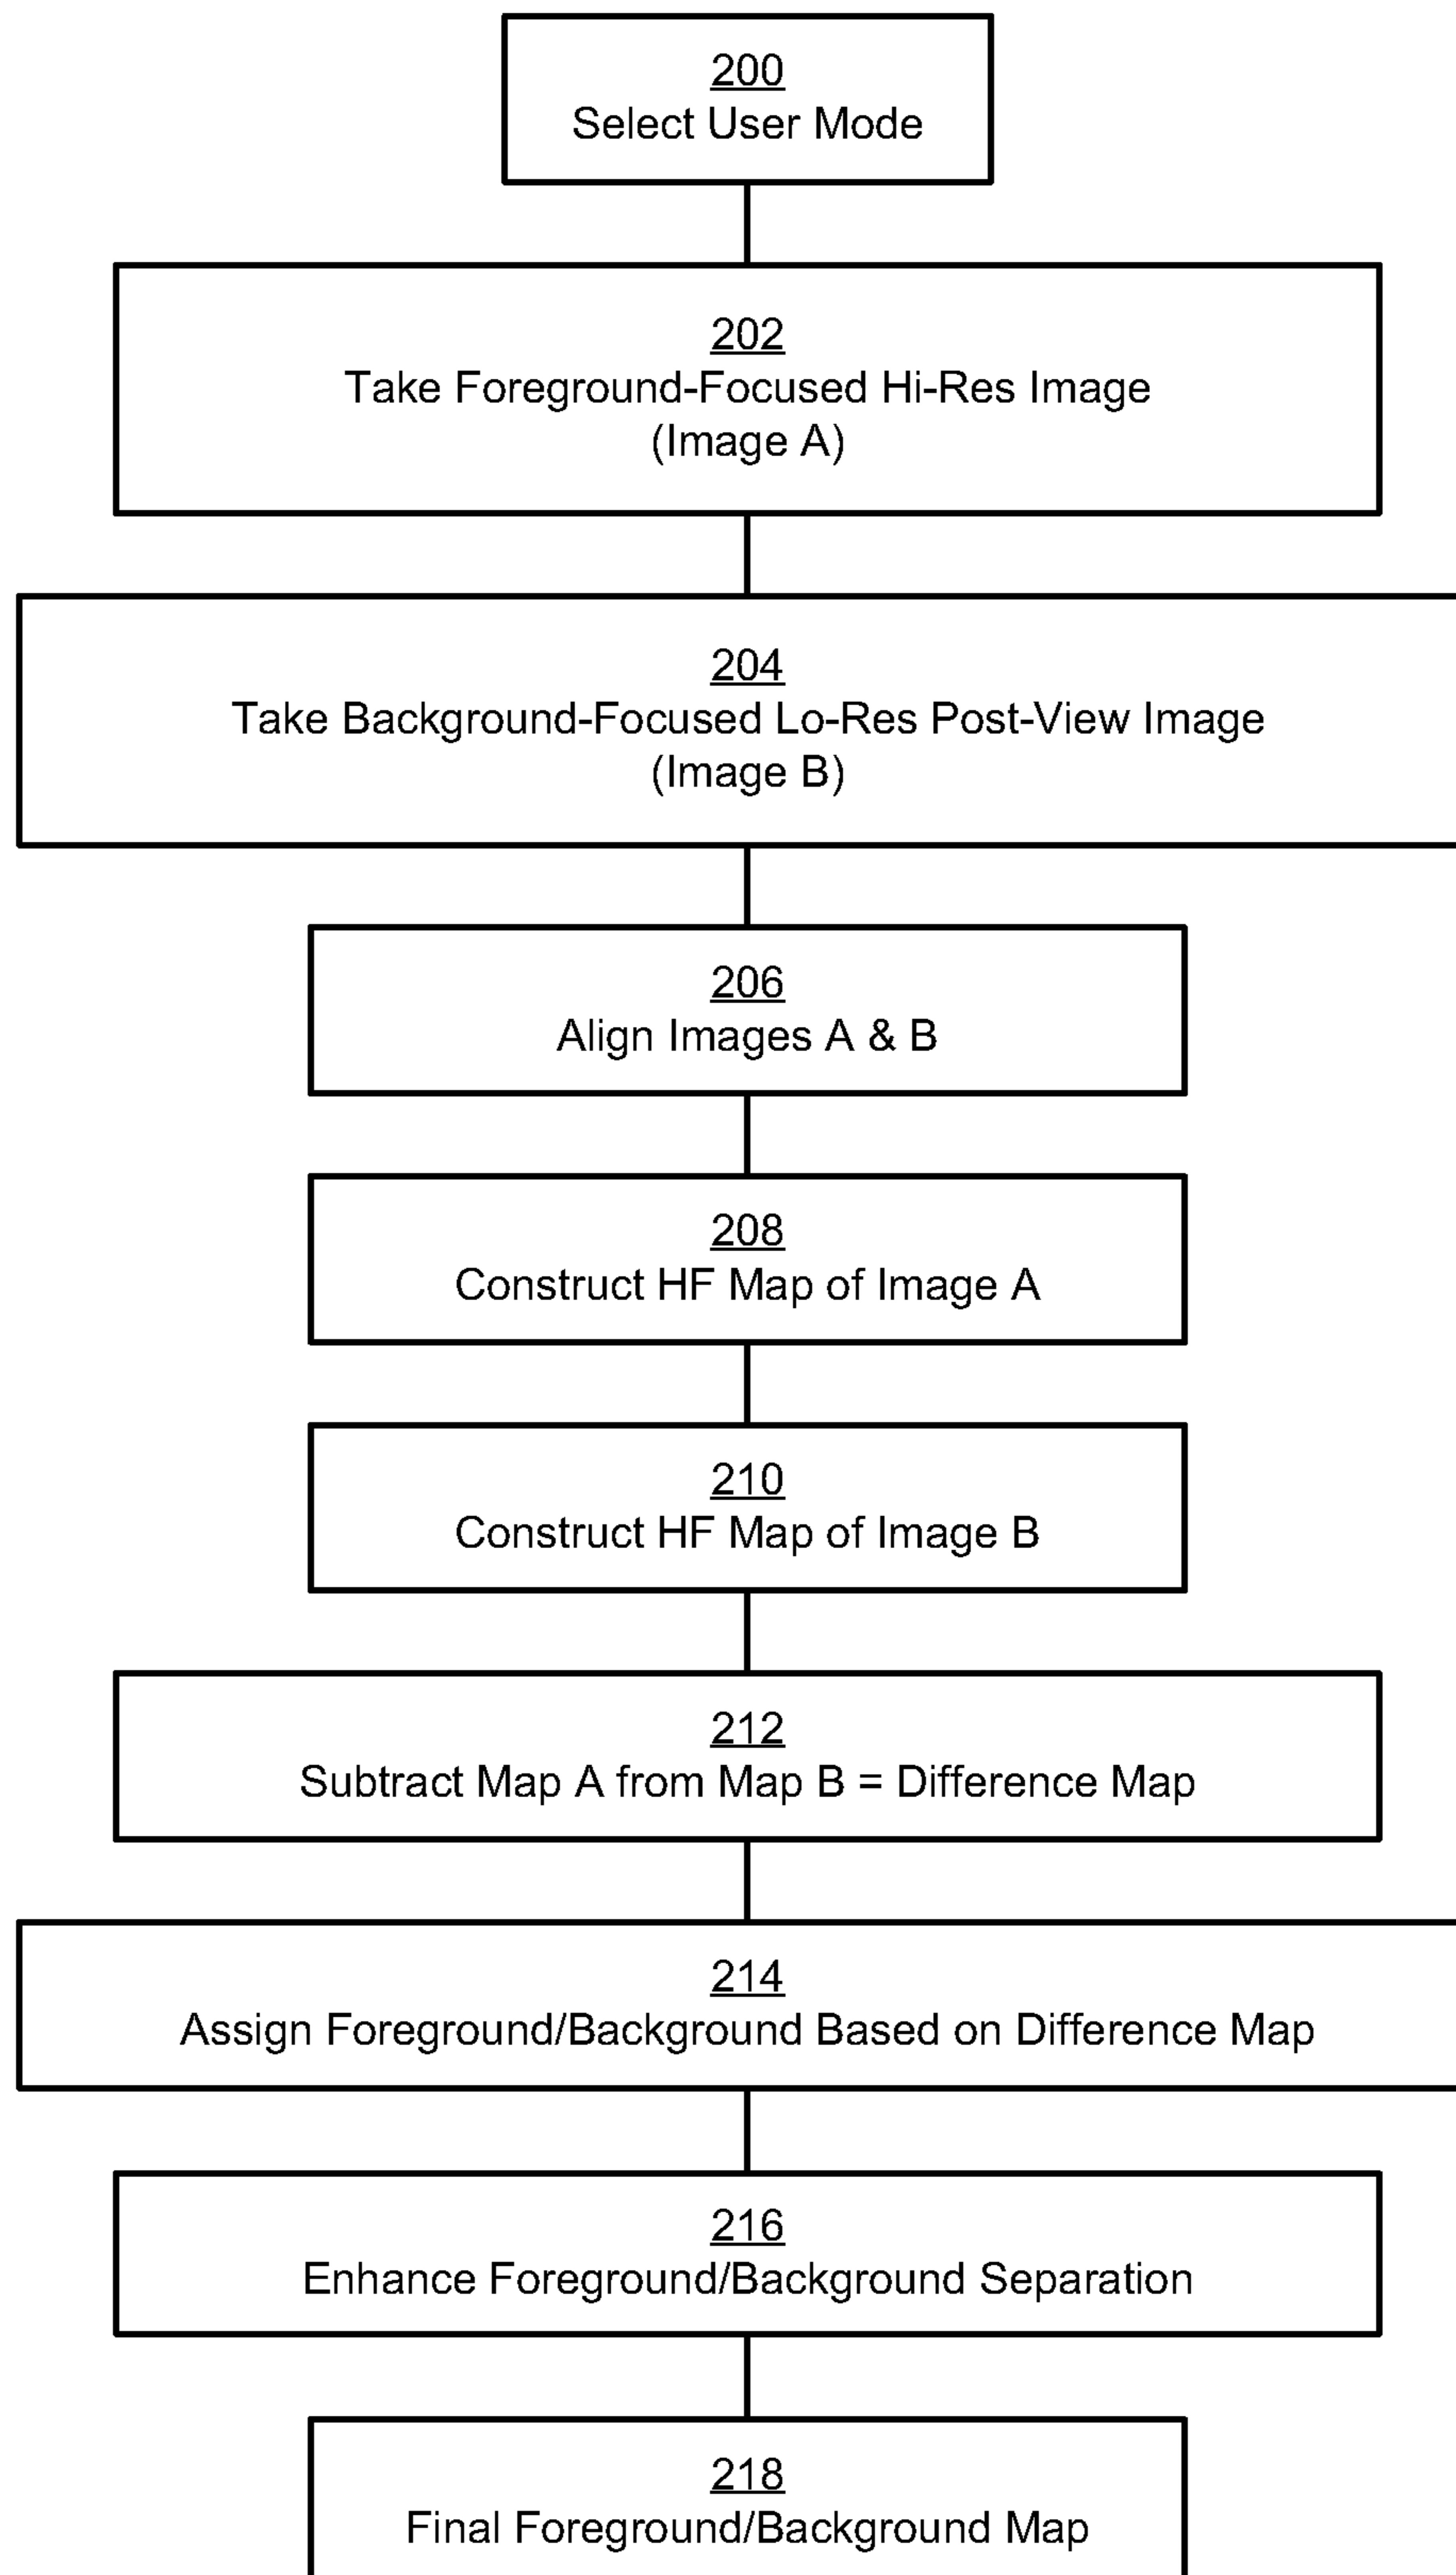 200
Select User Mode
202
Take Foreground-Focused Hi-Res Image
(Image A)
204
Take Background-Focused Lo-Res Post-View Image
(Image B)
206
Align Images A & B
208
Construct HF Map of Image A
210
Construct HF Map of Image B
212
Subtract Map A from Map B = Difference Map
214
Assign Foreground/Background Based on Difference Map
216
Enhance Foreground/Background Separation
218
Final Foreground/Background Map